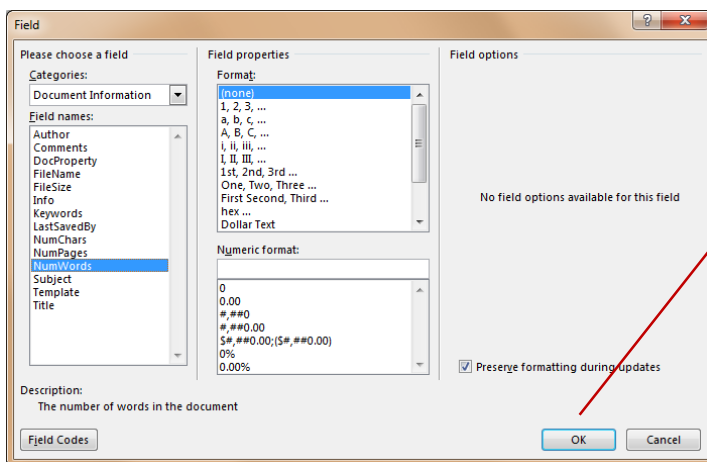 Field
Please choose a field
Categories:
Document Information
Field names:
Author
Comments
DocProperty
FileName
FileSize
Info
Keywords
LastSavedBy
NumChars
NumPages
NumWords
Subject
Template
Title
Field properties
Format:
(none)
1, 2, 3, ...
a, b, c, ...
A, B, C, ...
i, ii, iii, ...
I, II, III, ...
1st, 2nd, 3rd ...
One, Two, Three ...
First Second, Third ...
hex ...
Dollar Text
Numeric format:
0
0.00
#,##0
#,##0.00
$#,##0.00;($#,##0.00)
0%
0.00%
Field options
No field options available for this field
Preserve formatting during updates
Description:
The number of words in the document
Field Codes
OK
Cancel